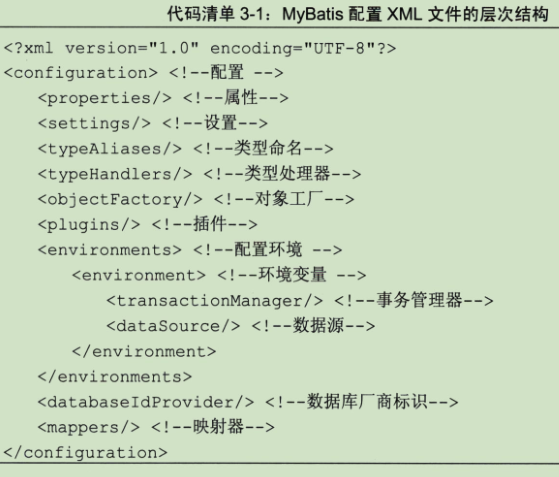 代码清单 3-1：MyBatis 配置 XML 文件的层次结构
<?xml version="1.0" encoding="UTF-8"?>
<configuration> <!--配置 -->
<properties/> <!--属性-->
<settings/> <!--设置-->
<typeAliases/> <!--类型命名-->
<typeHandlers/> <!--类型处理器-->
<objectFactory/> <!--对象工厂-->
<plugins/> <!--插件-->
<environments> <!--配置环境 -->
<environment> <!--环境变量 -->
<transactionManager/> <!--事务管理器-->
<dataSource/> <!--数据源-->
</environment>
</environments>
<databaseIdProvider/> <!--数据库厂商标识-->
<mappers/> <!--映射器-->
</configuration>